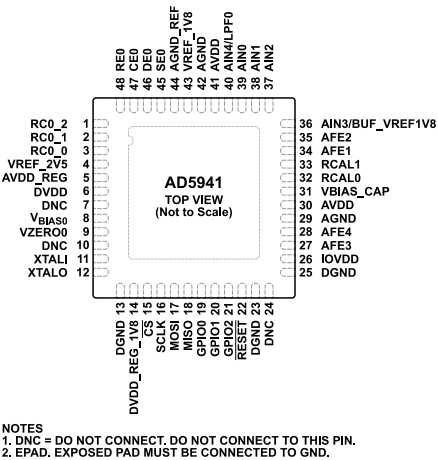 48 RE0
47 CE0
46 DE0
45 SE0
44 AGND_REF
43 VREF_1V8
42 AGND
41 AVDD
40 AIN4/LPF0
39 AIN0
38 AIN1
37 AIN2
RC0_2 1
RC0_1 2
RC0_0 3
VREF_2V5 4
AVDD_REG 5
DVDD 6
DNC 7
VBIAS0 8
VZERO0 9
DNC 10
XTALI 11
XTALO 12
AD5941
TOP VIEW
(Not to Scale)
36 AIN3/BUF_VREF1V8
35 AFE2
34 AFE1
33 RCAL1
32 RCAL0
31 VBIAS_CAP
30 AVDD
29 AGND
28 AFE4
27 AFE3
26 IOVDD
25 DGND
DGND 13
DVDD_REG_1V8 14
CS 15
SCLK 16
MOSI 17
MISO 18
GPIO0 19
GPIO1 20
GPIO2 21
RESET 22
DGND 23
DNC 24
NOTES
1. DNC = DO NOT CONNECT. DO NOT CONNECT TO THIS PIN.
2. EPAD. EXPOSED PAD MUST BE CONNECTED TO GND.